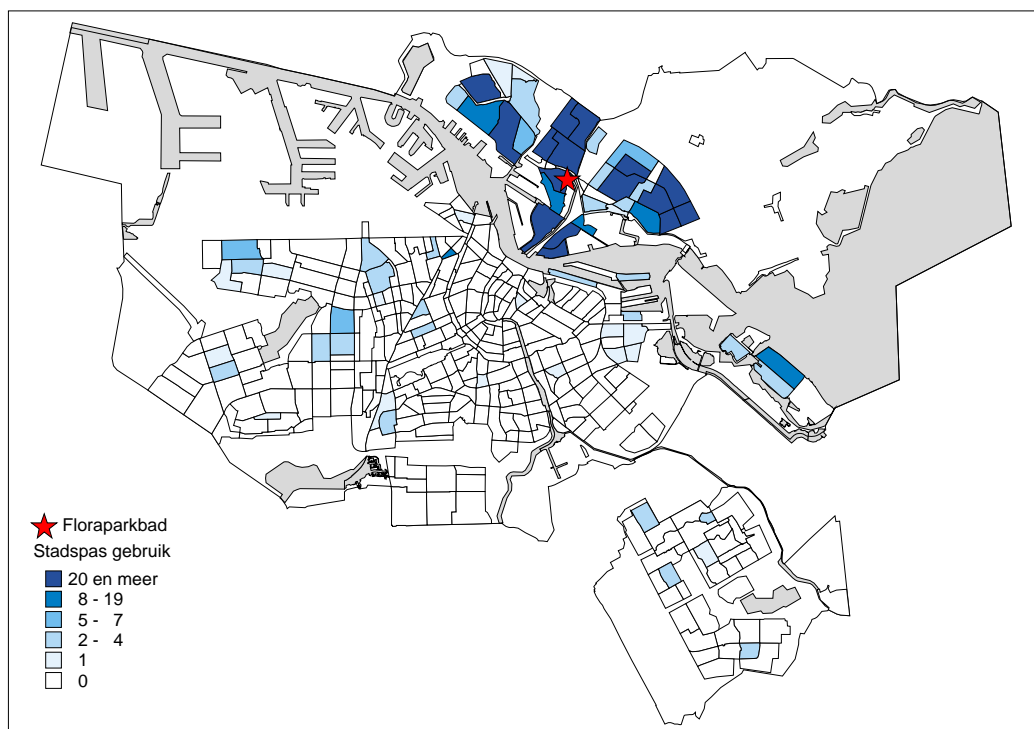 Floraparkbad
Stadspas gebruik
20 en meer
8 - 19
5 - 7
2 - 4
1
0